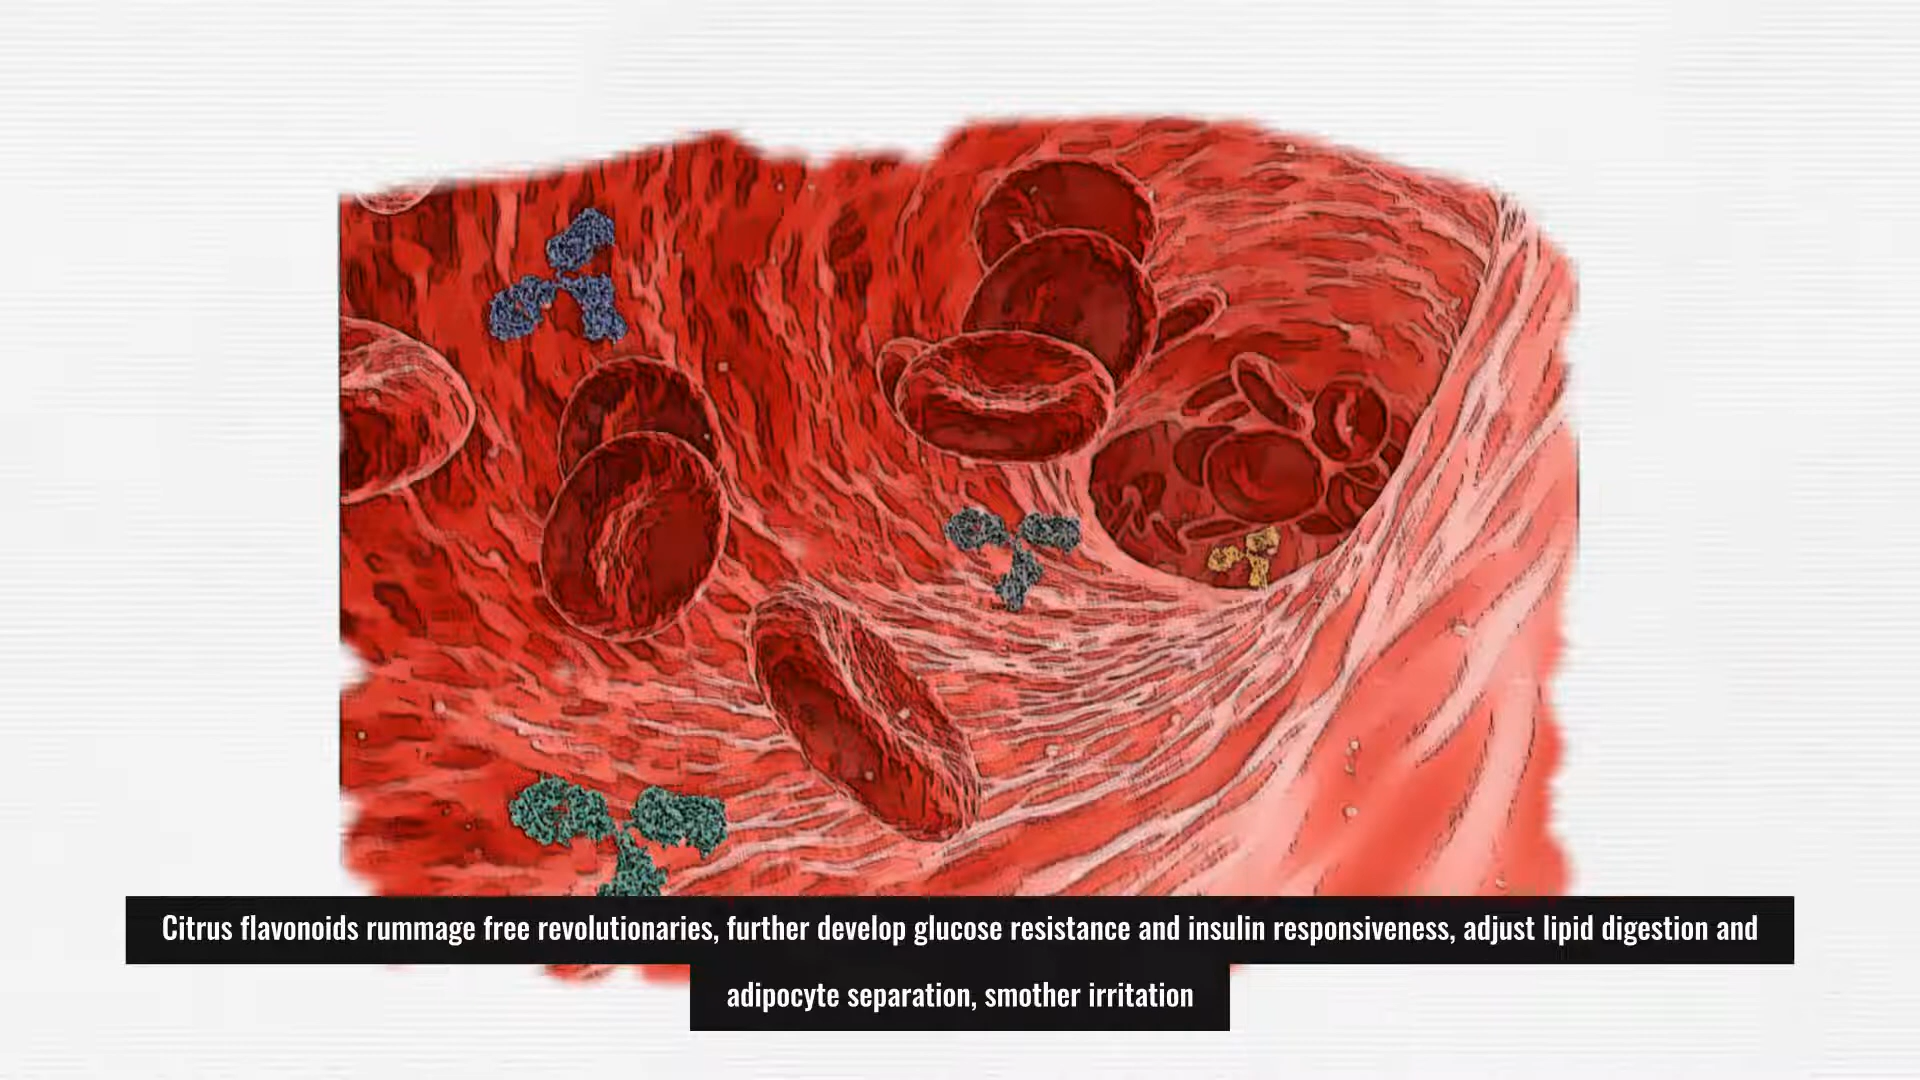 Citrus flavonoids rummage free revolutionaries, further develop glucose resistance and insulin responsiveness, adjust lipid digestion and
adipocyte separation, smother irritation